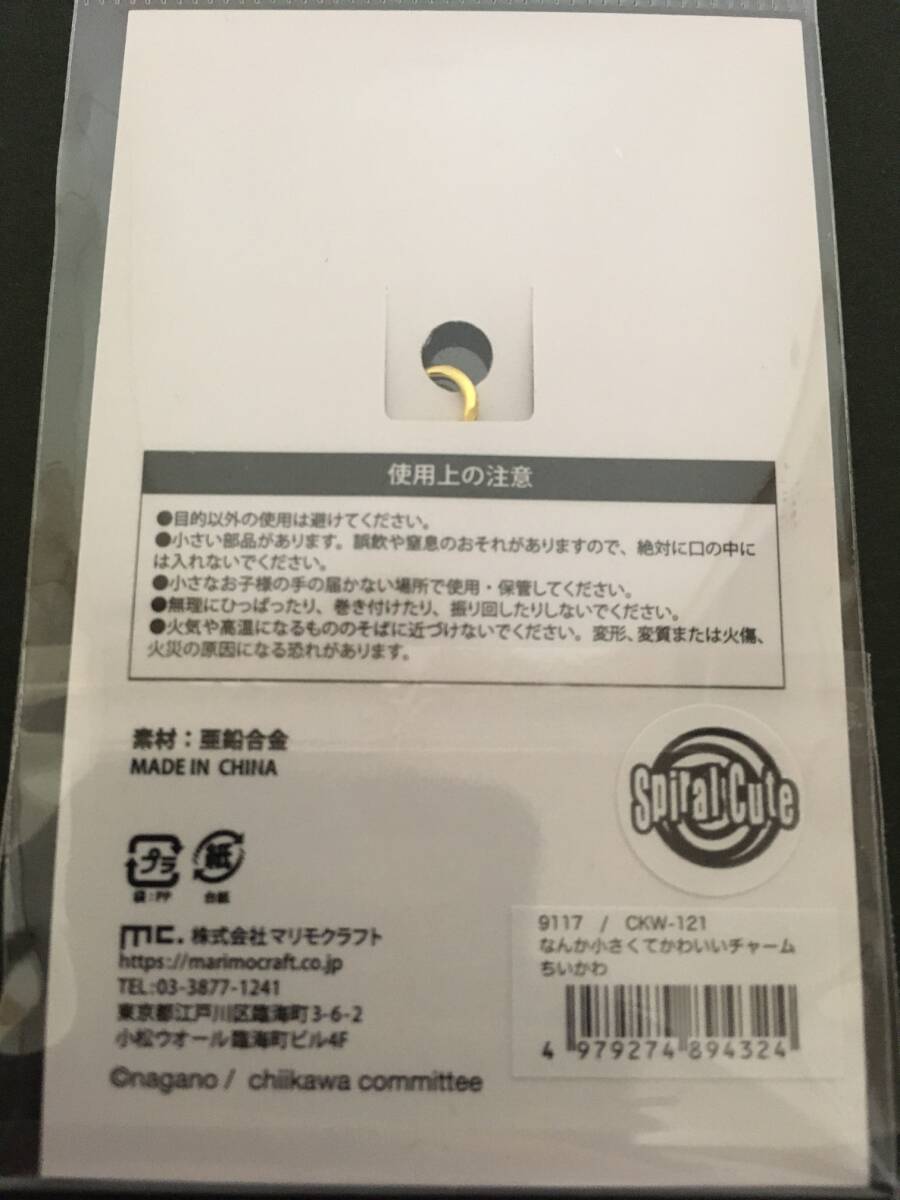 使用上の注意
●目的以外の使用は避けてください。
●小さい部品があります。誤飲や窒息のおそれがありますので、絶対に口の中に
は入れないでください。
●小さなお子様の手の届かない場所で使用・保管してください。
●無理にひっぱったり、巻き付けたり、振り回したりしないでください。
●火気や高温になるもののそばに近づけないでください。変形、変質または火傷、
火災の原因になる恐れがあります。
素材：亜鉛合金
MADE IN CHINA
Spiral Cute
プラ 紙
袋：PP 台紙
mc. 株式会社マリモクラフト
https://marimocraft.co.jp
TEL:03-3877-1241
東京都江戸川区臨海町3-6-2
小松ウオール臨海町ビル4F
©nagano / chiikawa committee
9117 / CKW-121
なんか小さくてかわいいチャーム
ちいかわ
4 979274 894324